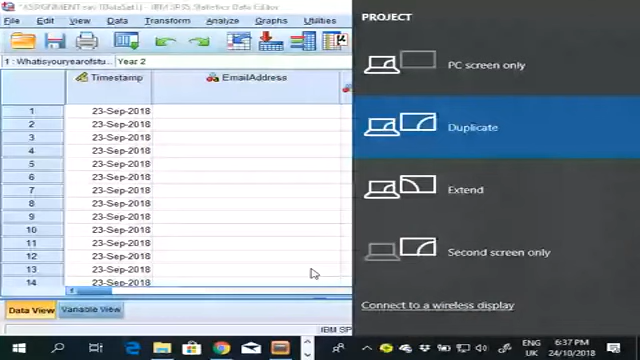 *ASSIGNMENT.sav [DataSet1] - IBM SPSS Statistics Data Editor
File Edit View Data Transform Analyze Graphs Utilities
1 : Whatisyouryearofstu... Year 2
Timestamp EmailAddress
1 23-Sep-2018
2 23-Sep-2018
3 23-Sep-2018
4 23-Sep-2018
5 23-Sep-2018
6 23-Sep-2018
7 23-Sep-2018
8 23-Sep-2018
9 23-Sep-2018
10 23-Sep-2018
11 23-Sep-2018
12 23-Sep-2018
13 23-Sep-2018
14 23-Sep-2018
Data View Variable View
IBM SP
PROJECT
PC screen only
Duplicate
Extend
Second screen only
Connect to a wireless display
ENG 6:37 PM
UK 24/10/2018